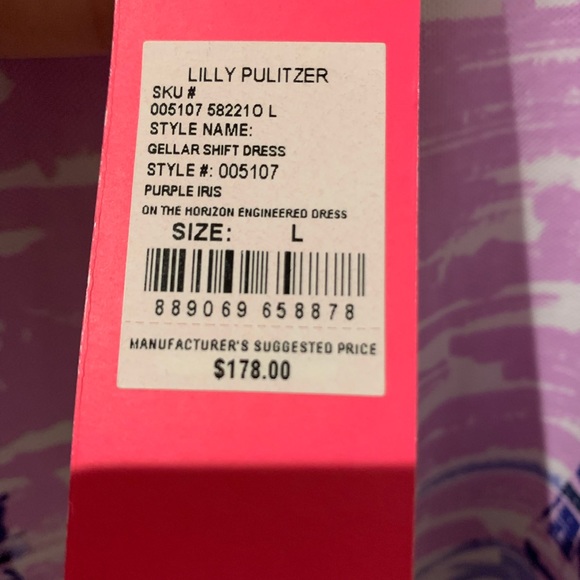 LILLY PULITZER
SKU #
005107 58221O L
STYLE NAME:
GELLAR SHIFT DRESS
STYLE #: 005107
PURPLE IRIS
ON THE HORIZON ENGINEERED DRESS
SIZE: L
889069 658878
MANUFACTURER'S SUGGESTED PRICE
$178.00